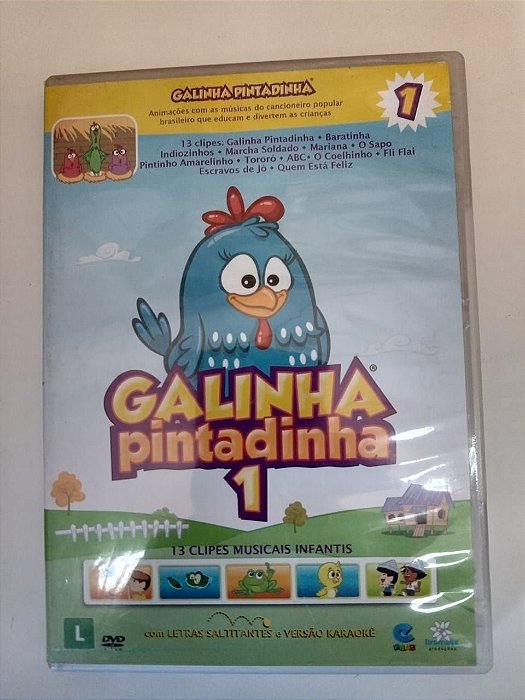 GALINHA PINTADINHA®
Animações com as músicas do cancioneiro popular
brasileiro que educam e divertem as crianças
1
13 clipes: Galinha Pintadinha • Baratinha
Indiozinhos • Marcha Soldado • Mariana • O Sapo
Pintinho Amarelinho • Tororó • ABC • O Coelhinho • Fli Flai
Escravos de Jó • Quem Está Feliz
GALINHA®
pintadinha
1
13 CLIPES MUSICAIS INFANTIS
com LETRAS SALTITANTES e VERSÃO KARAOKÊ
L
DVD
bromelia
produções